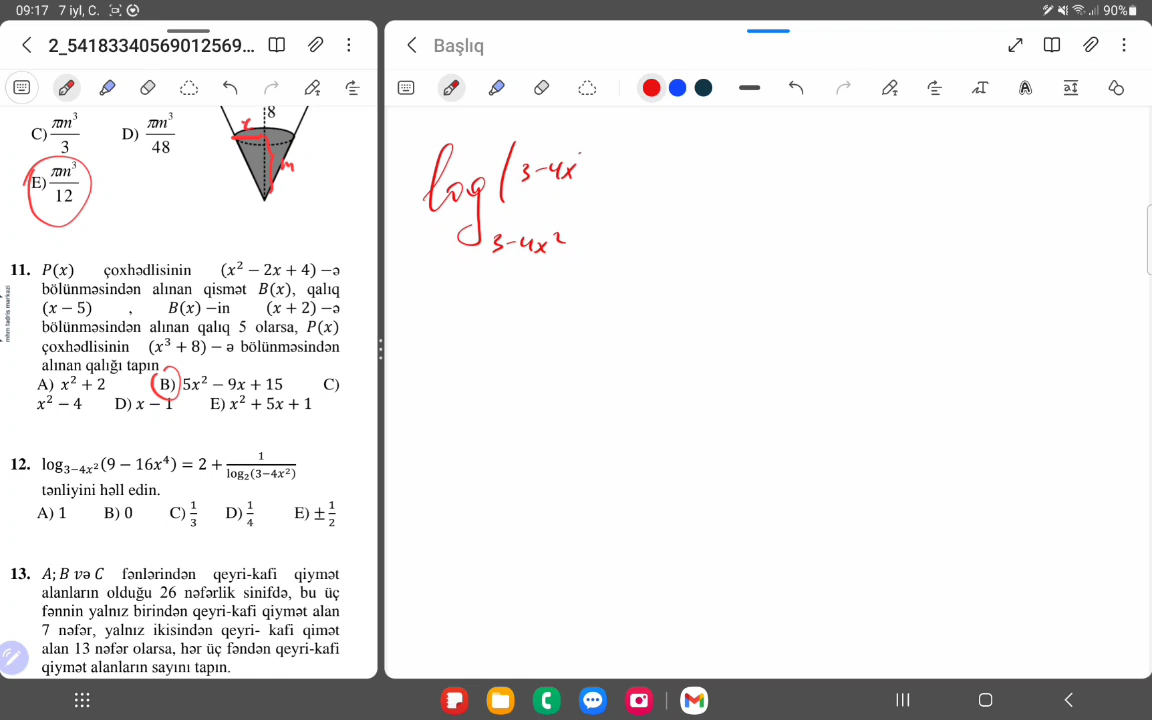 09:17 7 iyl, C. 90%
2_54183340569012569... Başlıq
C) πm³/3 D) πm³/48
E) πm³/12
8
r
m
11. P(x) çoxhədlisinin (x² − 2x + 4) −ə
bölünməsindən alınan qismət B(x), qalıq
(x − 5) , B(x) −in (x + 2) −ə
bölünməsindən alınan qalıq 5 olarsa, P(x)
çoxhədlisinin (x³ + 8) − ə bölünməsindən
alınan qalığı tapın
A) x² + 2 B) 5x² − 9x + 15 C)
x² − 4 D) x − 1 E) x² + 5x + 1
12. log₃₋₄ₓ²(9 − 16x⁴) = 2 + 1/log₂(3−4x²)
tənliyini həll edin.
A) 1 B) 0 C) 1/3 D) 1/4 E) ±1/2
13. A; B və C fənlərindən qeyri-kafi qiymət
alanların olduğu 26 nəfərlik sinifdə, bu üç
fənnin yalnız birindən qeyri-kafi qiymət alan
7 nəfər, yalnız ikisindən qeyri- kafi qimət
alan 13 nəfər olarsa, hər üç fəndən qeyri-kafi
qiymət alanların sayını tapın.
log (3-4x
3-4x²